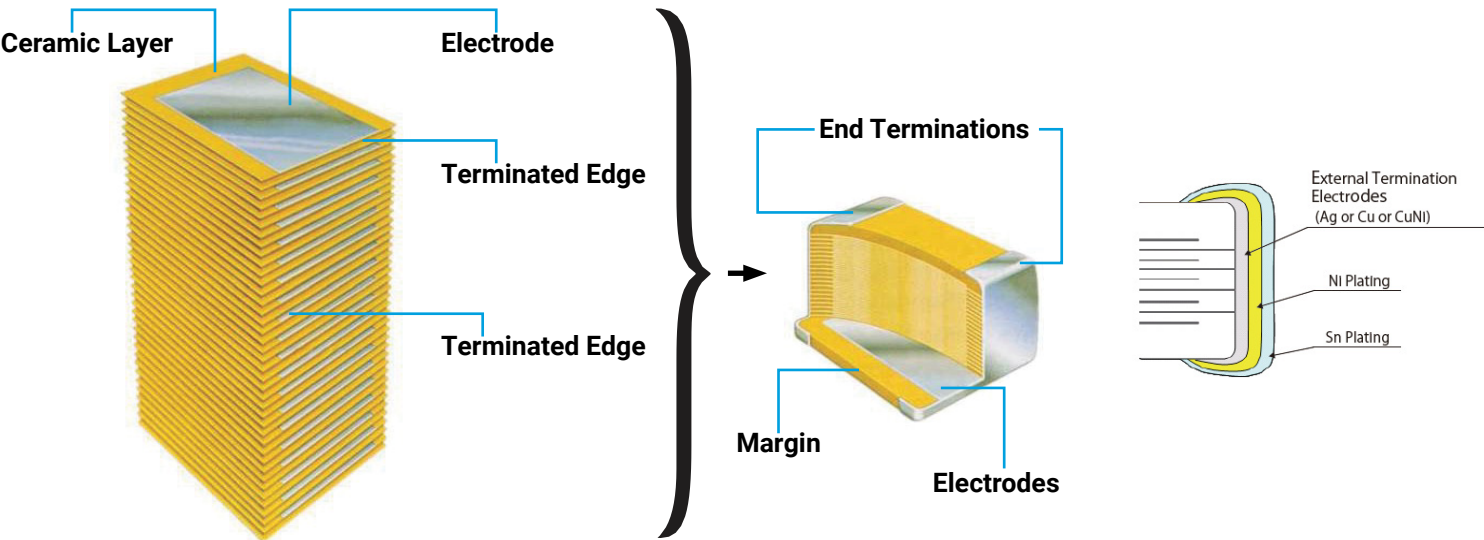 Ceramic Layer
Electrode
Terminated Edge
Terminated Edge
End Terminations
Margin
Electrodes
External Termination
Electrodes
(Ag or Cu or CuNi)
Ni Plating
Sn Plating